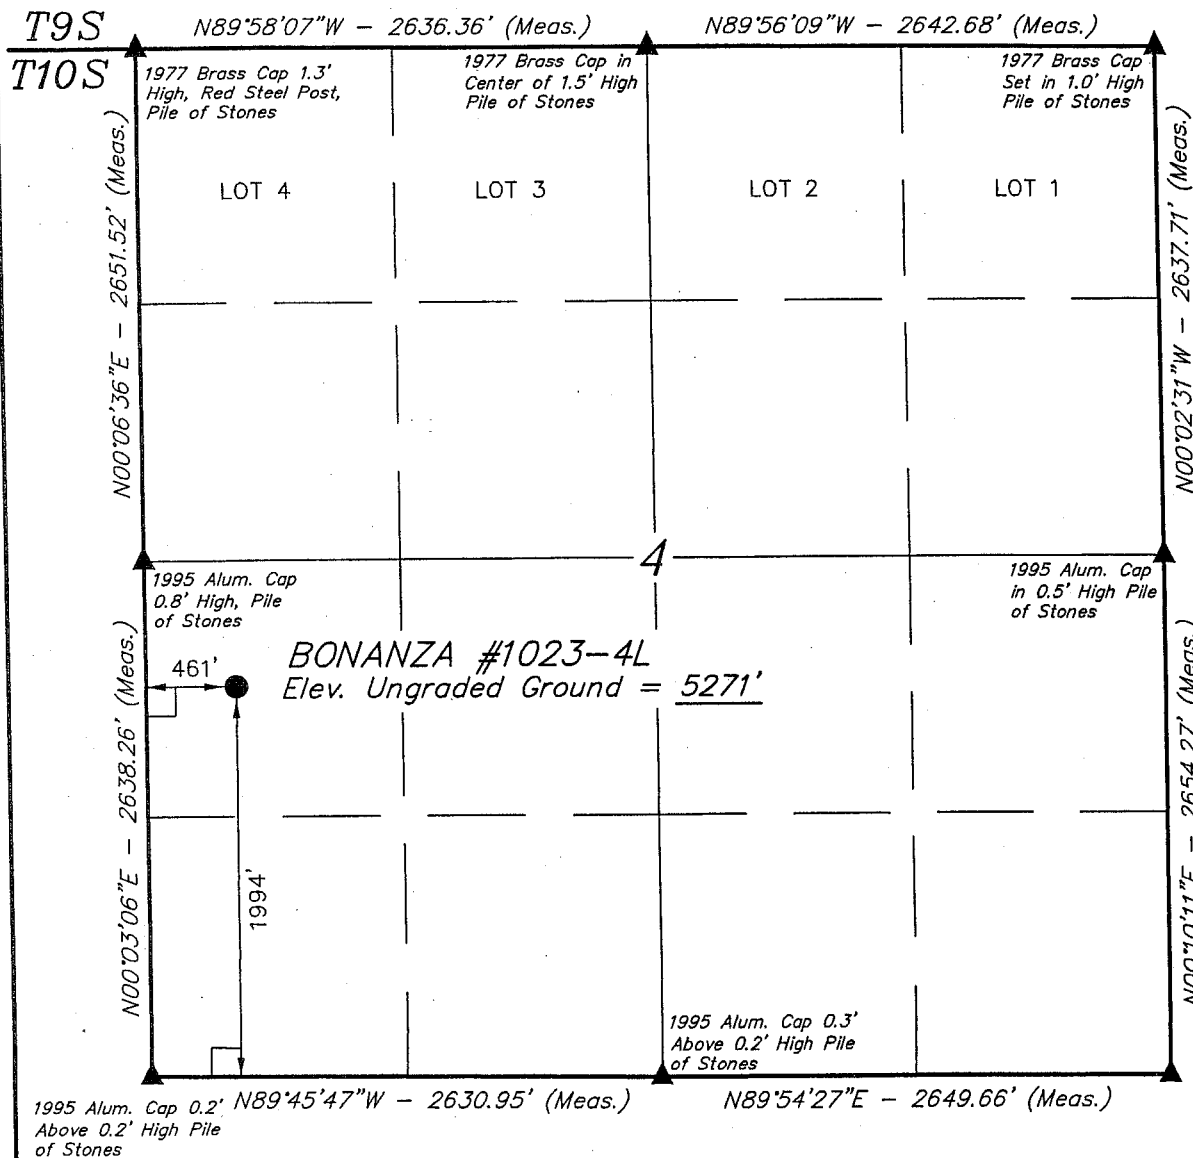 T9S
N89°58'07"W - 2636.36' (Meas.)
N89°56'09"W - 2642.68' (Meas.)
T10S
1977 Brass Cap 1.3'
High, Red Steel Post,
Pile of Stones
1977 Brass Cap in
Center of 1.5' High
Pile of Stones
1977 Brass Cap
Set in 1.0' High
Pile of Stones
N00°06'36"E - 2651.52' (Meas.)
LOT 4
LOT 3
LOT 2
LOT 1
N00°02'31"W - 2637.71' (Meas.)
4
1995 Alum. Cap
0.8' High, Pile
of Stones
1995 Alum. Cap
in 0.5' High Pile
of Stones
BONANZA #1023-4L
Elev. Ungraded Ground = 5271'
461'
1994'
N00°03'06"E - 2638.26' (Meas.)
N00°10'11"E - 2654.27' (Meas.)
1995 Alum. Cap 0.3'
Above 0.2' High Pile
of Stones
N89°45'47"W - 2630.95' (Meas.)
N89°54'27"E - 2649.66' (Meas.)
1995 Alum. Cap 0.2'
Above 0.2' High Pile
of Stones